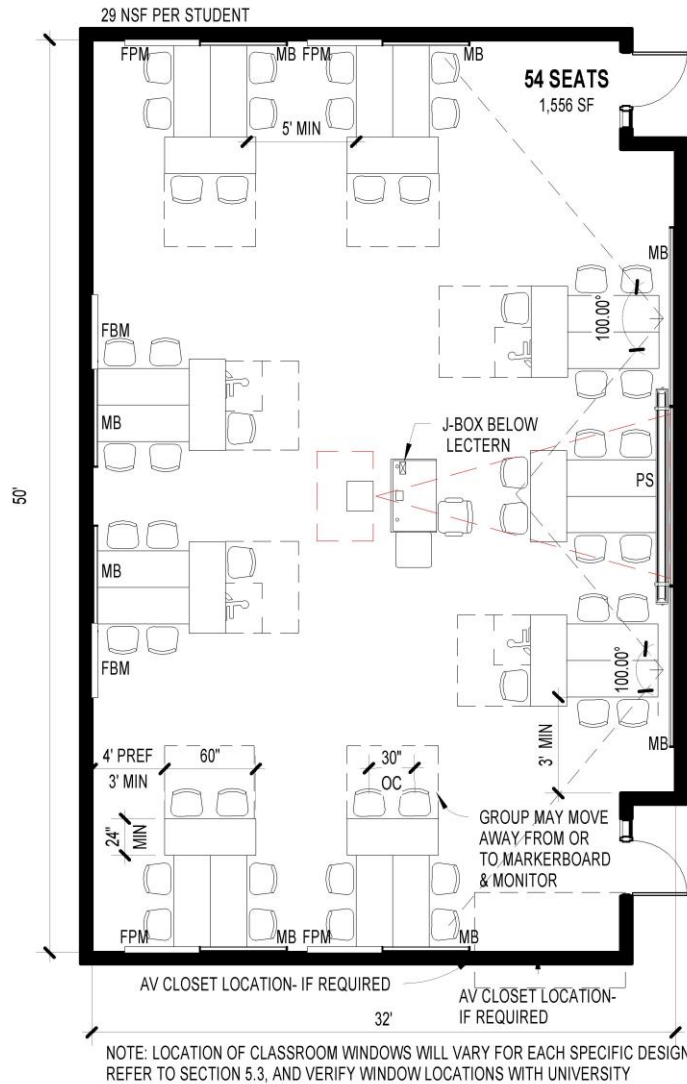 29 NSF PER STUDENT
FPM
MB
FPM
MB
54 SEATS
1,556 SF
5' MIN
MB
FBM
100.00°
MB
J-BOX BELOW
LECTERN
PS
50'
MB
FBM
100.00°
4' PREF
3' MIN
60"
30"
OC
3' MIN
MB
24"
MIN
GROUP MAY MOVE
AWAY FROM OR
TO MARKERBOARD
& MONITOR
FPM
MB
FPM
MB
AV CLOSET LOCATION- IF REQUIRED
AV CLOSET LOCATION-
IF REQUIRED
32'
NOTE: LOCATION OF CLASSROOM WINDOWS WILL VARY FOR EACH SPECIFIC DESIGN
REFER TO SECTION 5.3, AND VERIFY WINDOW LOCATIONS WITH UNIVERSITY